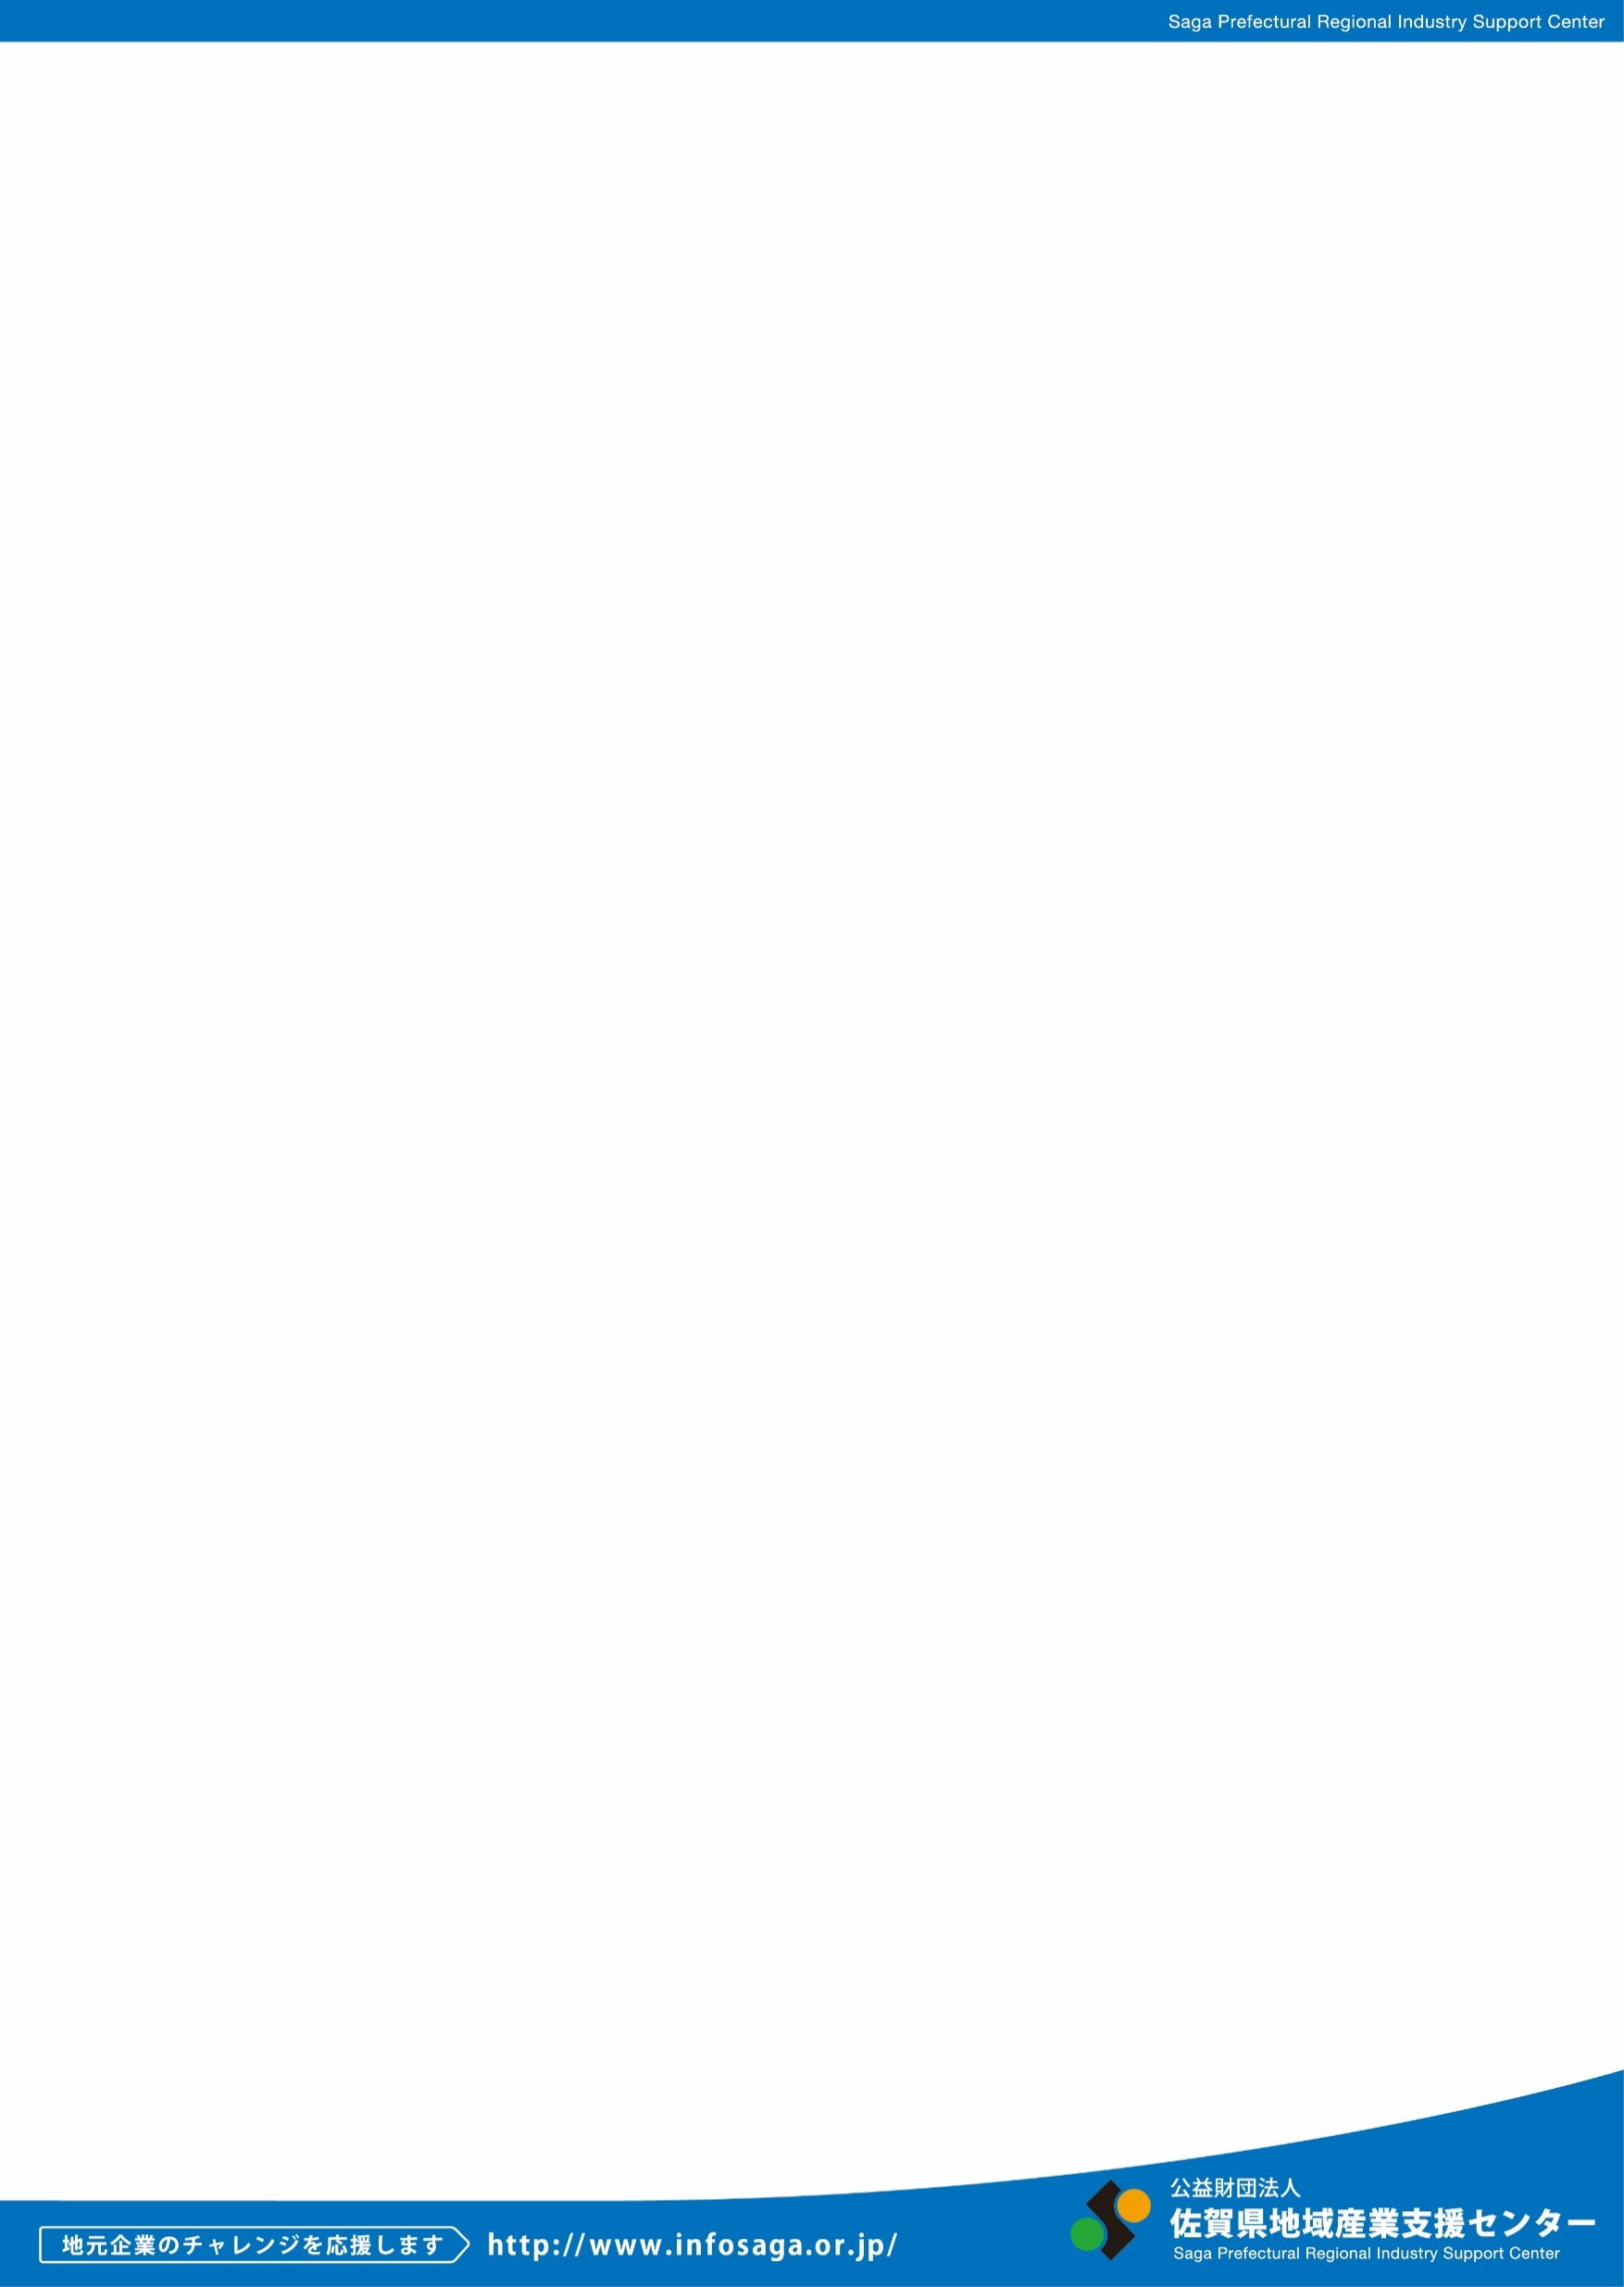 Saga Prefectural Regional Industry Support Center
公益財団法人
佐賀県地域産業支援センター
Saga Prefectural Regional Industry Support Center
地元企業のチャレンジを応援します
http://www.infosaga.or.jp/